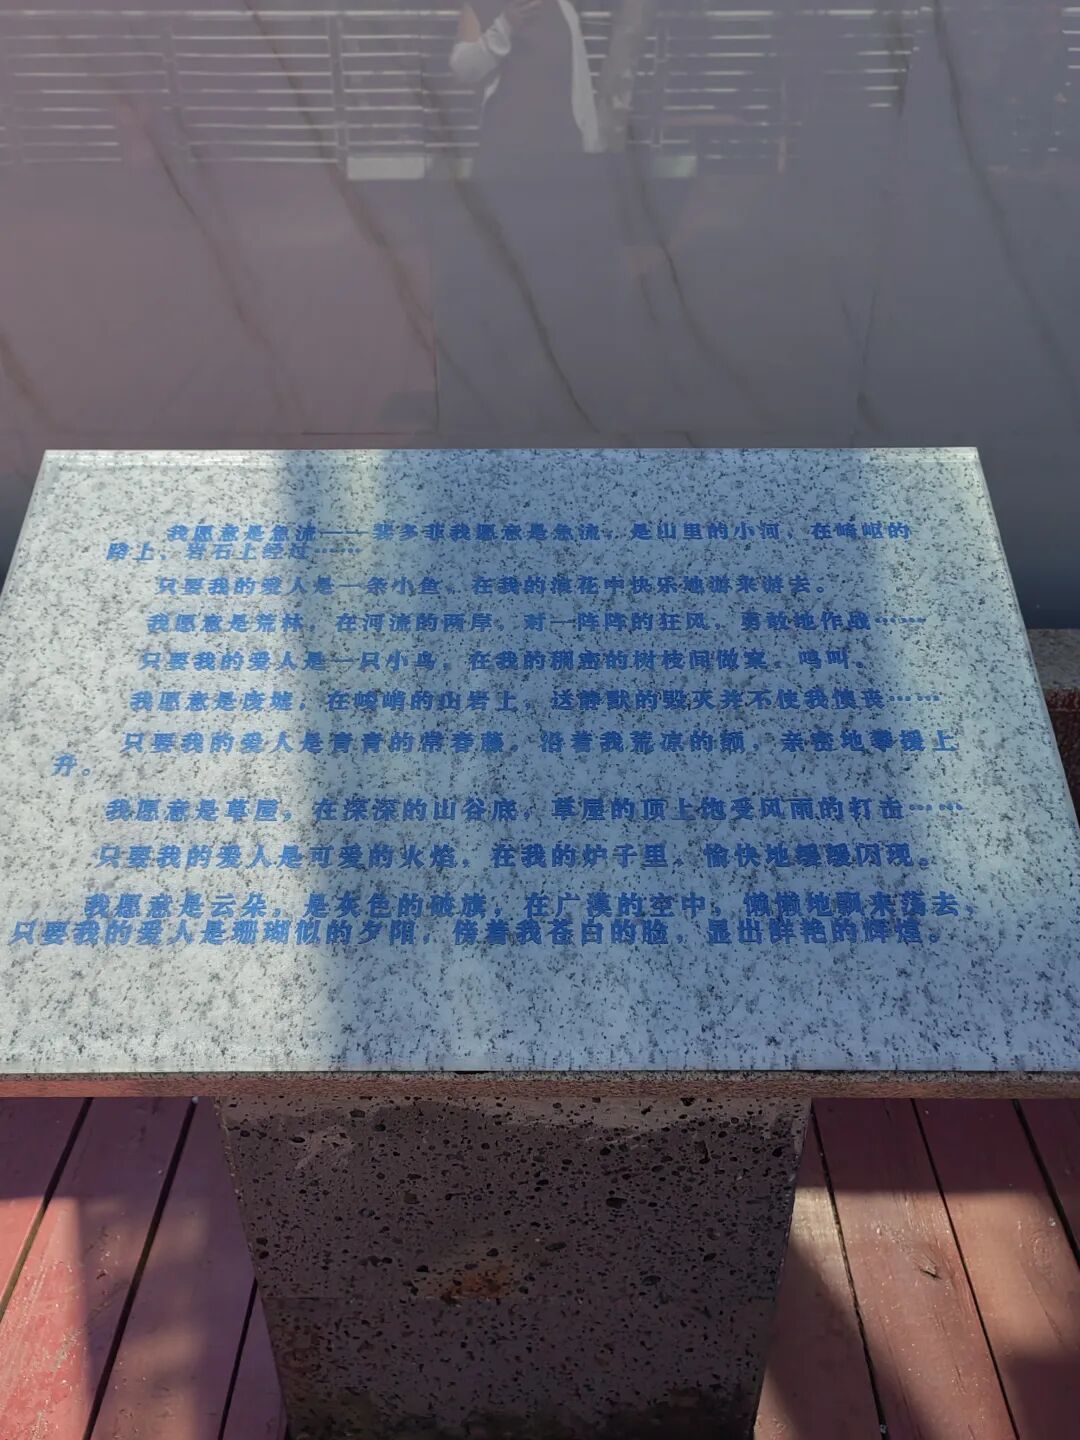 我愿意是急流——裴多菲我愿意是急流，是山里的小河，在崎岖的
路上、岩石上经过……
只要我的爱人是一条小鱼，在我的浪花中快乐地游来游去。
我愿意是荒林，在河流的两岸，对一阵阵的狂风，勇敢地作战……
只要我的爱人是一只小鸟，在我的稠密的树枝间做窠，鸣叫。
我愿意是废墟，在峻峭的山岩上，这静默的毁灭并不使我懊丧……
只要我的爱人是青青的常春藤，沿着我荒凉的额，亲密地攀援上
升。
我愿意是草屋，在深深的山谷底，草屋的顶上饱受风雨的打击……
只要我的爱人是可爱的火焰，在我的炉子里，愉快地缓缓闪现。
我愿意是云朵，是灰色的破旗，在广漠的空中，懒懒地飘来荡去，
只要我的爱人是珊瑚似的夕阳，傍着我苍白的脸，显出鲜艳的辉煌。